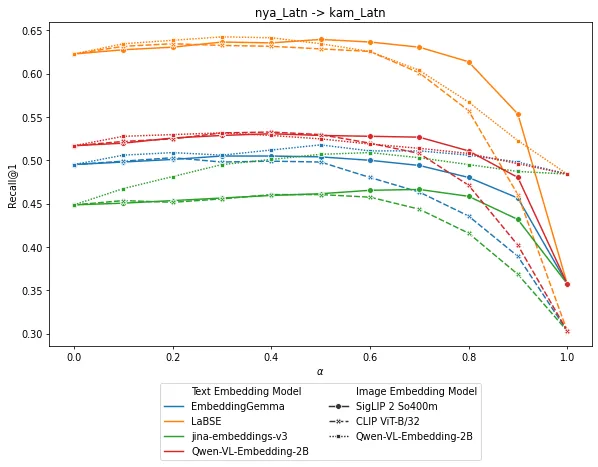 nya_Latn -> kam_Latn
0.65
0.60
0.55
0.50
0.45
0.40
0.35
0.30
Recall@1
0.0 0.2 0.4 0.6 0.8 1.0
α
Text Embedding Model Image Embedding Model
EmbeddingGemma SigLIP 2 So400m
LaBSE CLIP ViT-B/32
jina-embeddings-v3 Qwen-VL-Embedding-2B
Qwen-VL-Embedding-2B